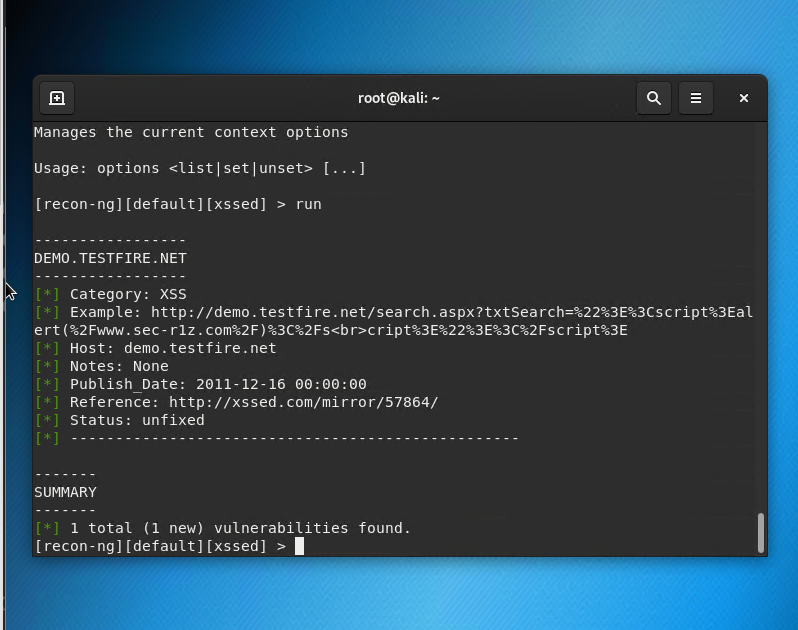 root@kali: ~
Manages the current context options
Usage: options <list|set|unset> [...]
[recon-ng][default][xssed] > run
-----------------
DEMO.TESTFIRE.NET
-----------------
[*] Category: XSS
[*] Example: http://demo.testfire.net/search.aspx?txtSearch=%22%3E%3Cscript%3Eal
ert(%2Fwww.sec-r1z.com%2F)%3C%2Fs<br>cript%3E%22%3E%3C%2Fscript%3E
[*] Host: demo.testfire.net
[*] Notes: None
[*] Publish_Date: 2011-12-16 00:00:00
[*] Reference: http://xssed.com/mirror/57864/
[*] Status: unfixed
[*] --------------------------------------------------
-------
SUMMARY
-------
[*] 1 total (1 new) vulnerabilities found.
[recon-ng][default][xssed] >